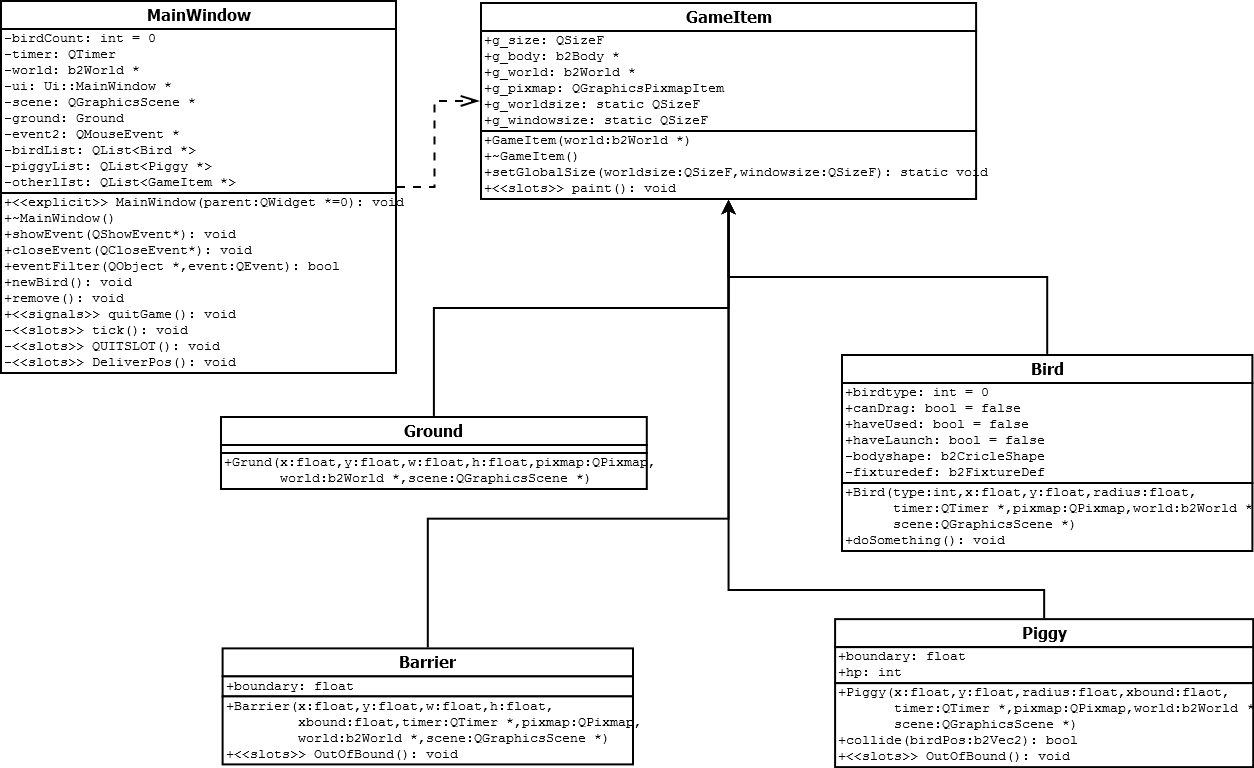 MainWindow
-birdCount: int = 0
-timer: QTimer
-world: b2World *
-ui: Ui::MainWindow *
-scene: QGraphicsScene *
-ground: Ground
-event2: QMouseEvent *
-birdList: QList<Bird *>
-piggyList: QList<Piggy *>
-otherlIst: QList<GameItem *>
+<<explicit>> MainWindow(parent:QWidget *=0): void
+~MainWindow()
+showEvent(QShowEvent*): void
+closeEvent(QCloseEvent*): void
+eventFilter(QObject *,event:QEvent): bool
+newBird(): void
+remove(): void
+<<signals>> quitGame(): void
-<<slots>> tick(): void
-<<slots>> QUITSLOT(): void
-<<slots>> DeliverPos(): void
GameItem
+g_size: QSizeF
+g_body: b2Body *
+g_world: b2World *
+g_pixmap: QGraphicsPixmapItem
+g_worldsize: static QSizeF
+g_windowsize: static QSizeF
+GameItem(world:b2World *)
+~GameItem()
+setGlobalSize(worldsize:QSizeF,windowsize:QSizeF): static void
+<<slots>> paint(): void
Ground
+Grund(x:float,y:float,w:float,h:float,pixmap:QPixmap,
world:b2World *,scene:QGraphicsScene *)
Bird
+birdtype: int = 0
+canDrag: bool = false
+haveUsed: bool = false
+haveLaunch: bool = false
-bodyshape: b2CricleShape
-fixturedef: b2FixtureDef
+Bird(type:int,x:float,y:float,radius:float,
timer:QTimer *,pixmap:QPixmap,world:b2World *
scene:QGraphicsScene *)
+doSomething(): void
Barrier
+boundary: float
+Barrier(x:float,y:float,w:float,h:float,
xbound:float,timer:QTimer *,pixmap:QPixmap,
world:b2World *,scene:QGraphicsScene *)
+<<slots>> OutOfBound(): void
Piggy
+boundary: float
+hp: int
+Piggy(x:float,y:float,radius:float,xbound:flaot,
timer:QTimer *,pixmap:QPixmap,world:b2World *
scene:QGraphicsScene *)
+collide(birdPos:b2Vec2): bool
+<<slots>> OutOfBound(): void